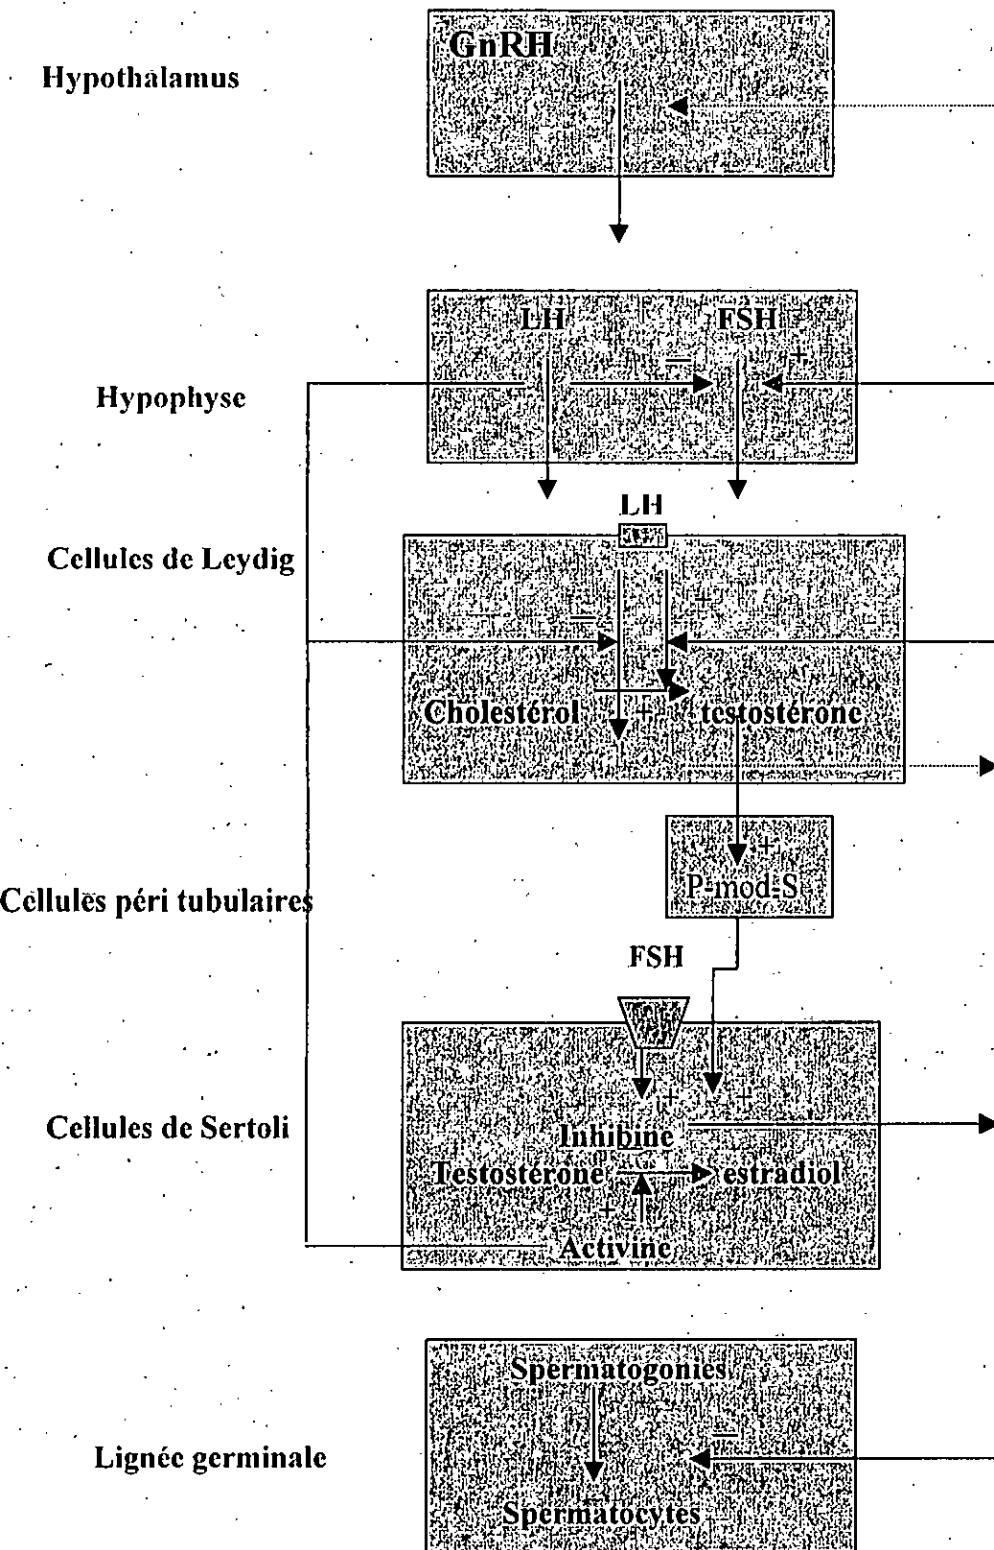 GnRH
Hypothalamus
LH FSH
– +
Hypophyse
LH
Cellules de Leydig
+
–
Cholestérol + testostérone
+
P-mod-S
Cellules péri tubulaires
FSH
+ +
Cellules de Sertoli
Inhibine
Testostérone estradiol
+
Activine
Spermatogonies
–
Lignée germinale
Spermatocytes